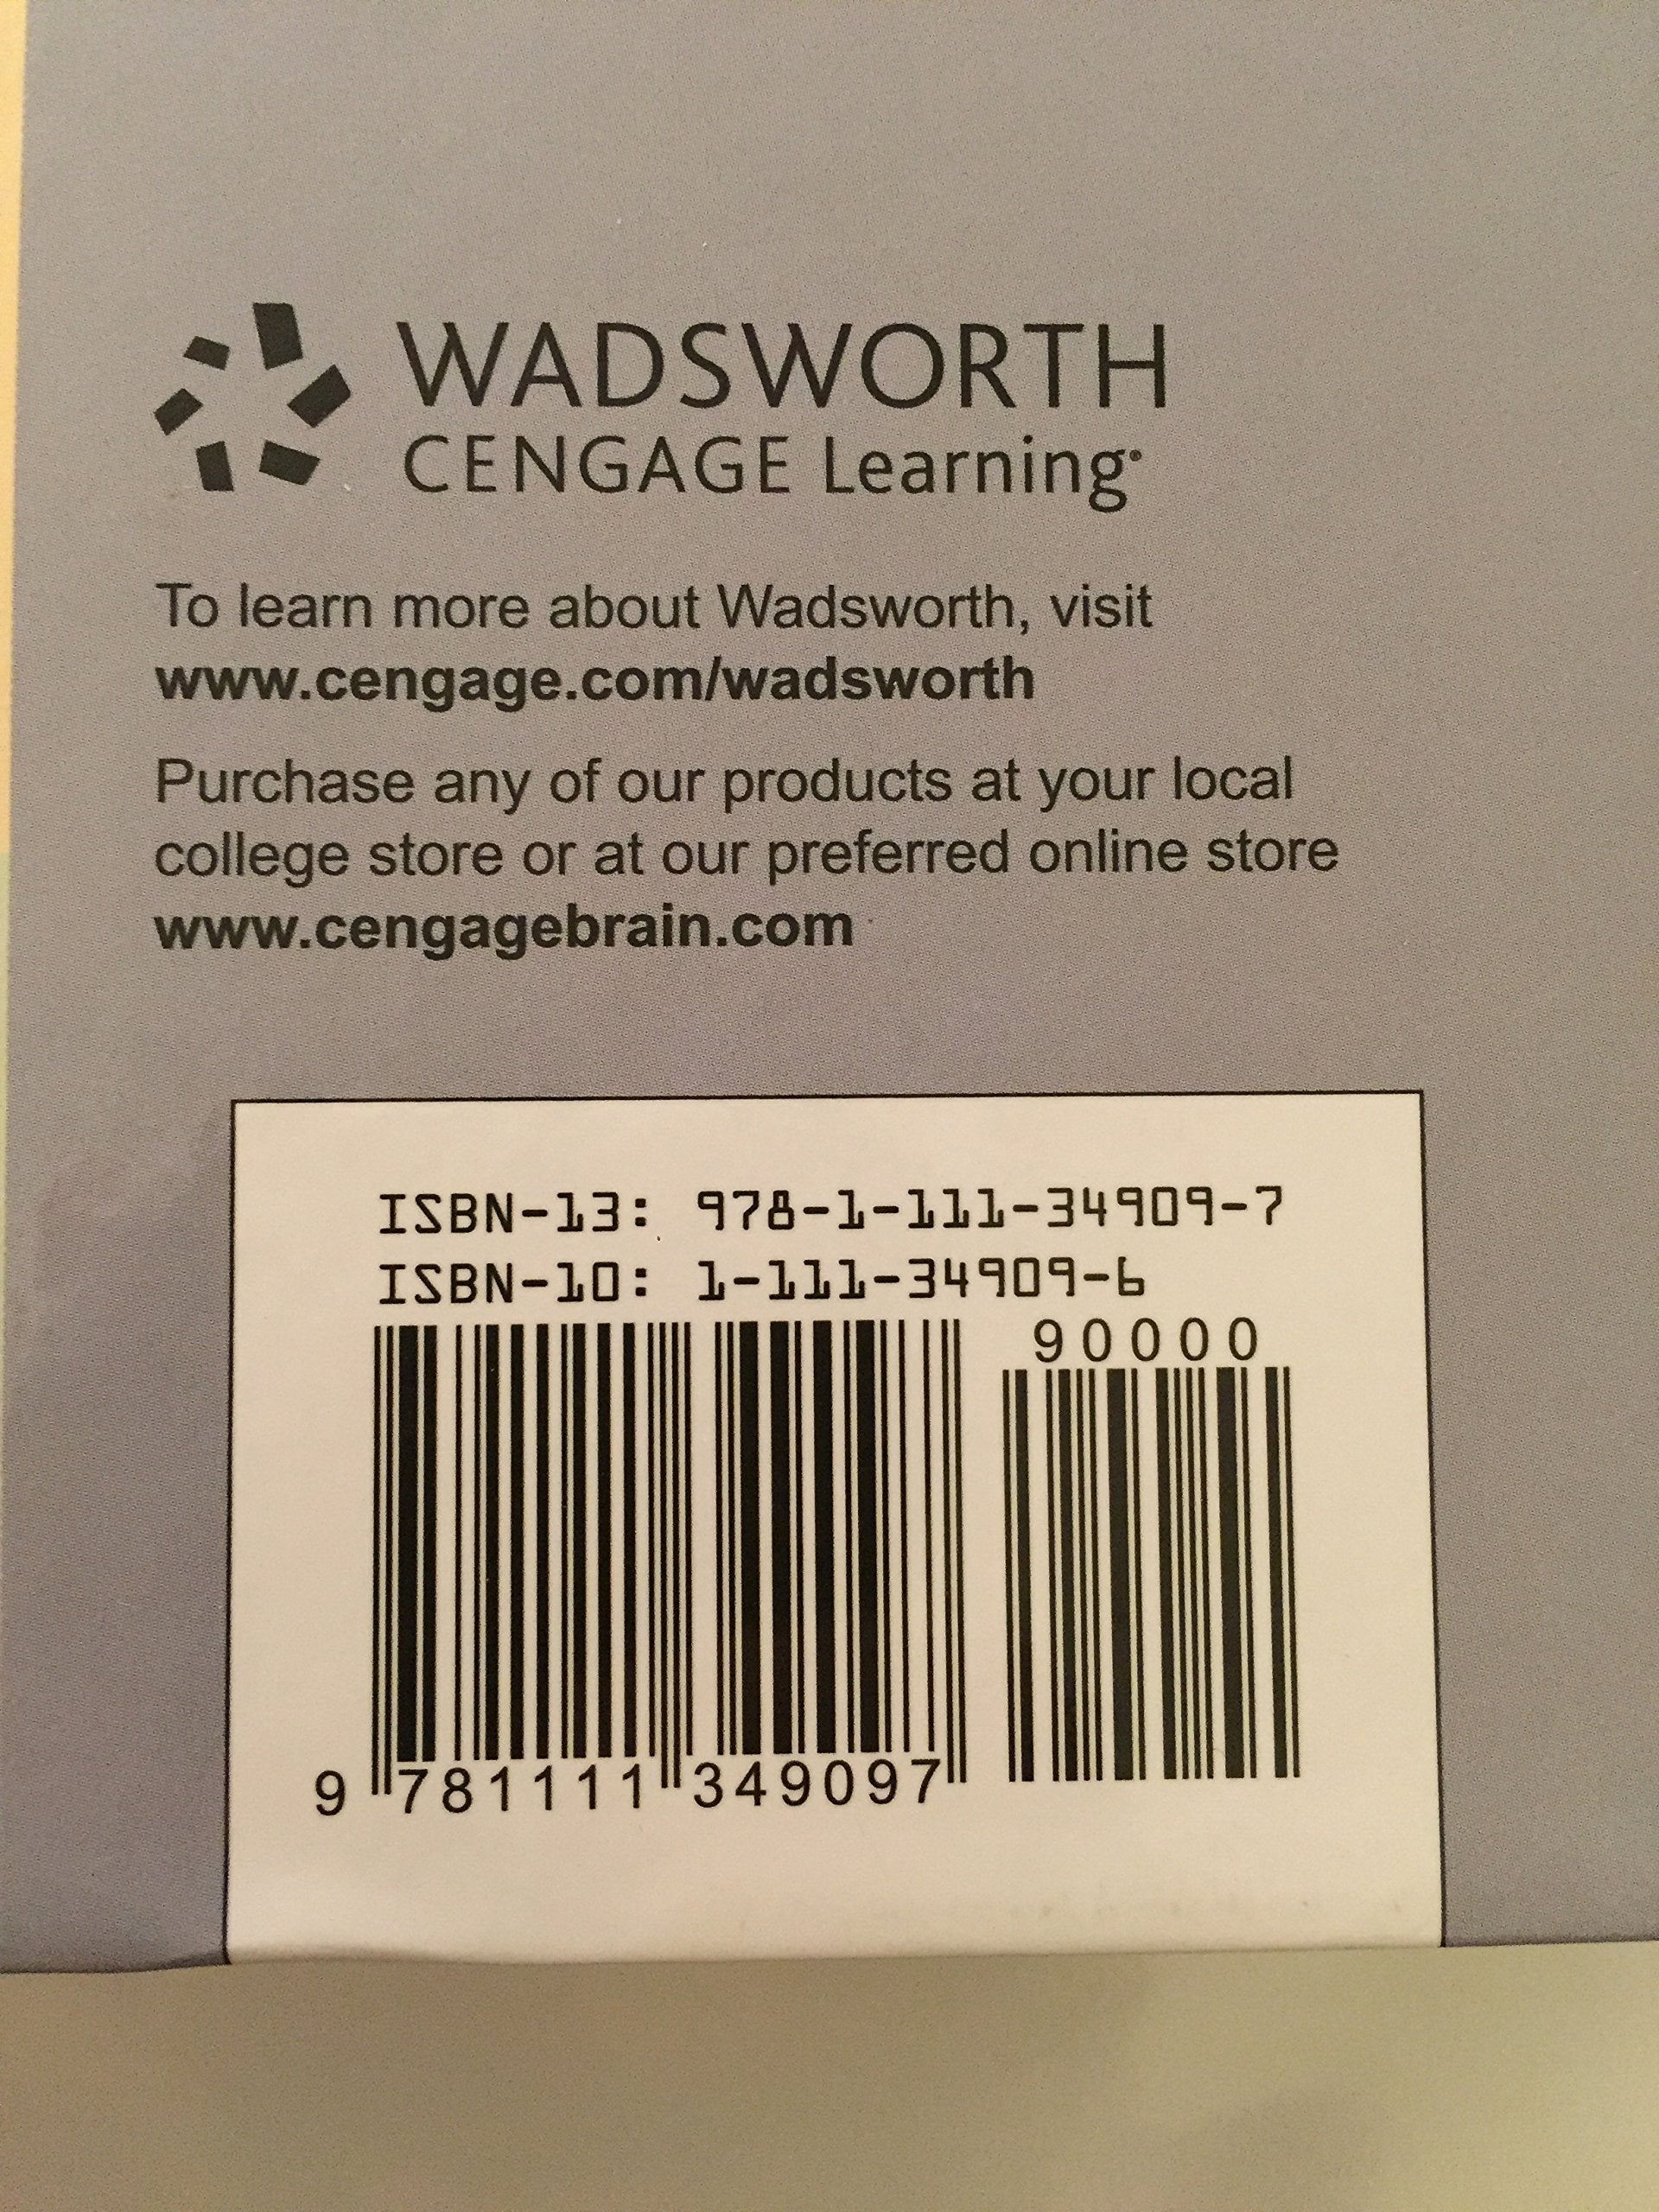 WADSWORTH
CENGAGE Learning®
To learn more about Wadsworth, visit
www.cengage.com/wadsworth
Purchase any of our products at your local
college store or at our preferred online store
www.cengagebrain.com
ISBN-13: 978-1-111-34909-7
ISBN-10: 1-111-34909-6
90000
9 781111 349097